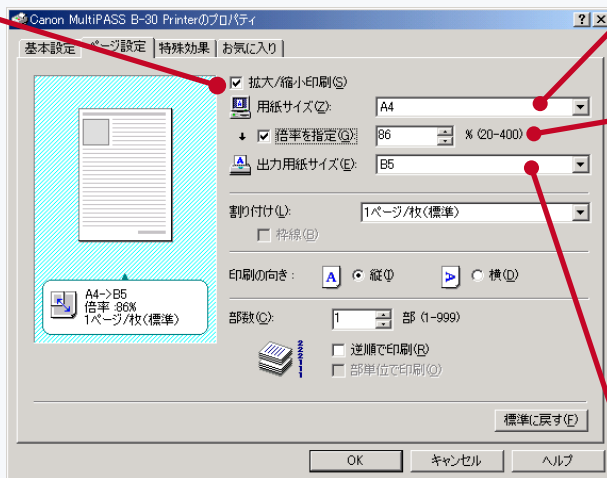 Canon MultiPASS B-30 Printerのプロパティ
基本設定 ページ設定 特殊効果 お気に入り
拡大/縮小印刷(S)
用紙サイズ(Z): A4
倍率を指定(G): 86 % (20-400)
出力用紙サイズ(E): B5
割り付け(L): 1ページ/枚(標準)
枠線(B)
印刷の向き: A 縦(T) A 横(D)
A4->B5
倍率 :86%
1ページ/枚(標準)
部数(C): 1 部 (1-999)
逆順で印刷(R)
部単位で印刷(O)
標準に戻す(F)
OK キャンセル ヘルプ